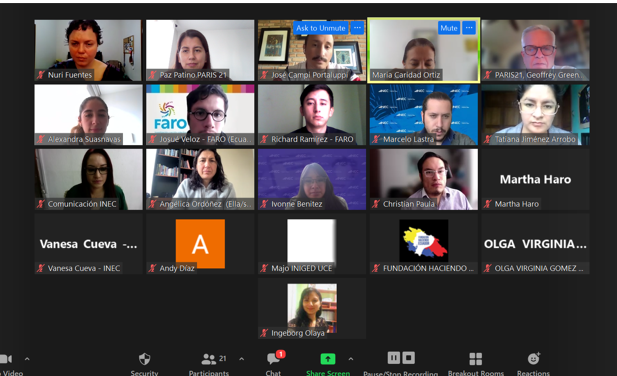 Ask to Unmute
Mute
Nuri Fuentes
Paz Patino,PARIS 21
José Campi Portaluppi
María Caridad Ortiz
PARIS21, Geoffrey Green...
faro
Alexandra Suasnavas
Josué Veloz - FARO (Ecua...
Richard Ramírez - FARO
Marcelo Lastra
Tatiana Jiménez Arrobo
Martha Haro
Comunicación INEC
Angélica Ordóñez (Ella/s...
Ivonne Benitez
Christian Paula
Martha Haro
Vanesa Cueva -...
A
OLGA VIRGINIA...
Vanesa Cueva - INEC
Andy Díaz
Majo INIGED UCE
FUNDACIÓN HACIENDO ...
OLGA VIRGINIA GOMEZ ...
Ingeborg Olaya
21
1
Video
Security
Participants
Chat
Share Screen
Pause/Stop Recording
Breakout Rooms
Reactions